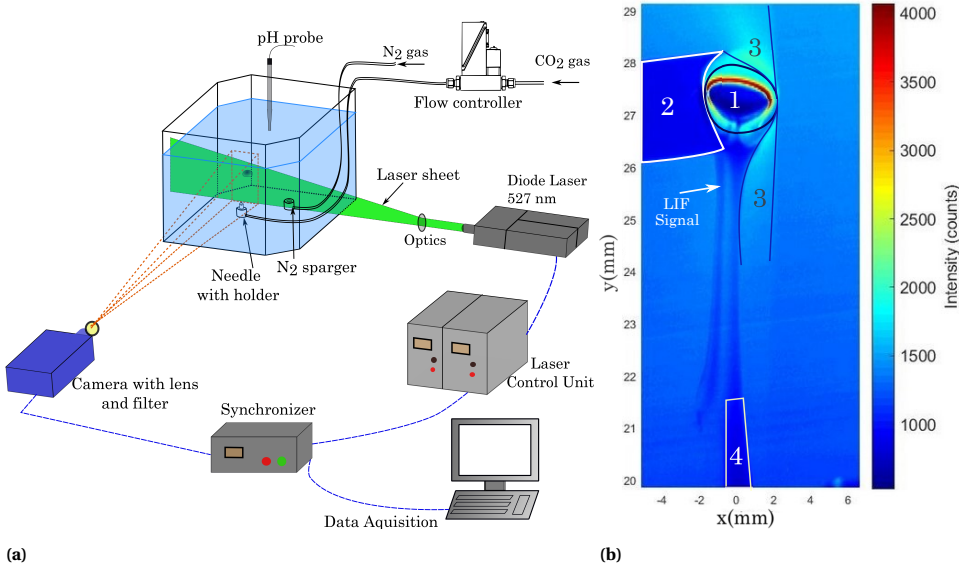 pH probe
N2 gas
CO2 gas
Flow controller
Laser sheet
Diode Laser
527 nm
Optics
N2 sparger
Needle
with holder
Camera with lens
and filter
Synchronizer
Laser
Control Unit
Data Aquisition
(a)
29
28
27
26
25
24
23
22
21
20
y(mm)
-4
-2
0
2
4
6
x(mm)
1
2
3
3
4
LIF
Signal
4000
3500
3000
2500
2000
1500
1000
Intensity (counts)
(b)